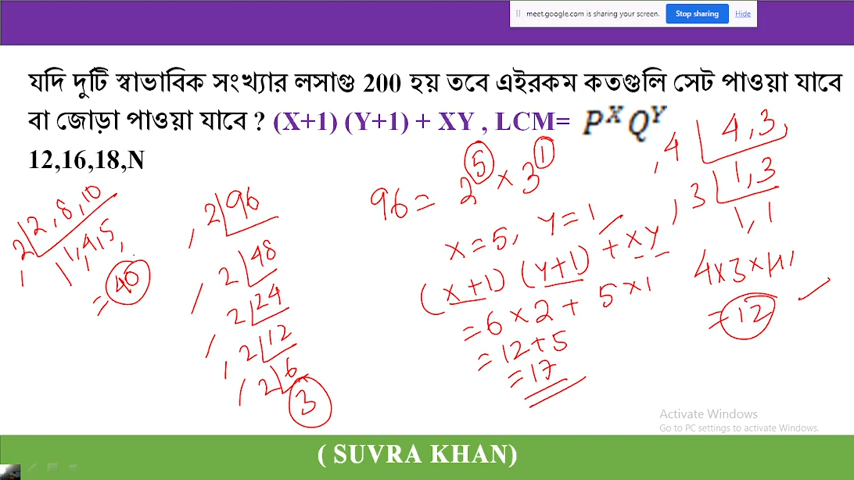 meet.google.com is sharing your screen. Stop sharing Hide
যদি দুটি স্বাভাবিক সংখ্যার লসাগু 200 হয় তবে এইরকম কতগুলি সেট পাওয়া যাবে
বা জোড়া পাওয়া যাবে ? (X+1) (Y+1) + XY , LCM= P^X Q^Y
12,16,18,N
2 | 2, 8, 10
1, 4, 5,
= 40
2 | 96
2 | 48
2 | 24
2 | 12
2 | 6
3
96 = 2^5 × 3^1
x=5, y=1
(x+1) (y+1) + xy
= 6 × 2 + 5×1
= 12+5
= 17
4 | 4, 3,
3 | 1, 3
1, 1
4×3×1×1
= 12
Activate Windows
Go to PC settings to activate Windows.
( SUVRA KHAN)